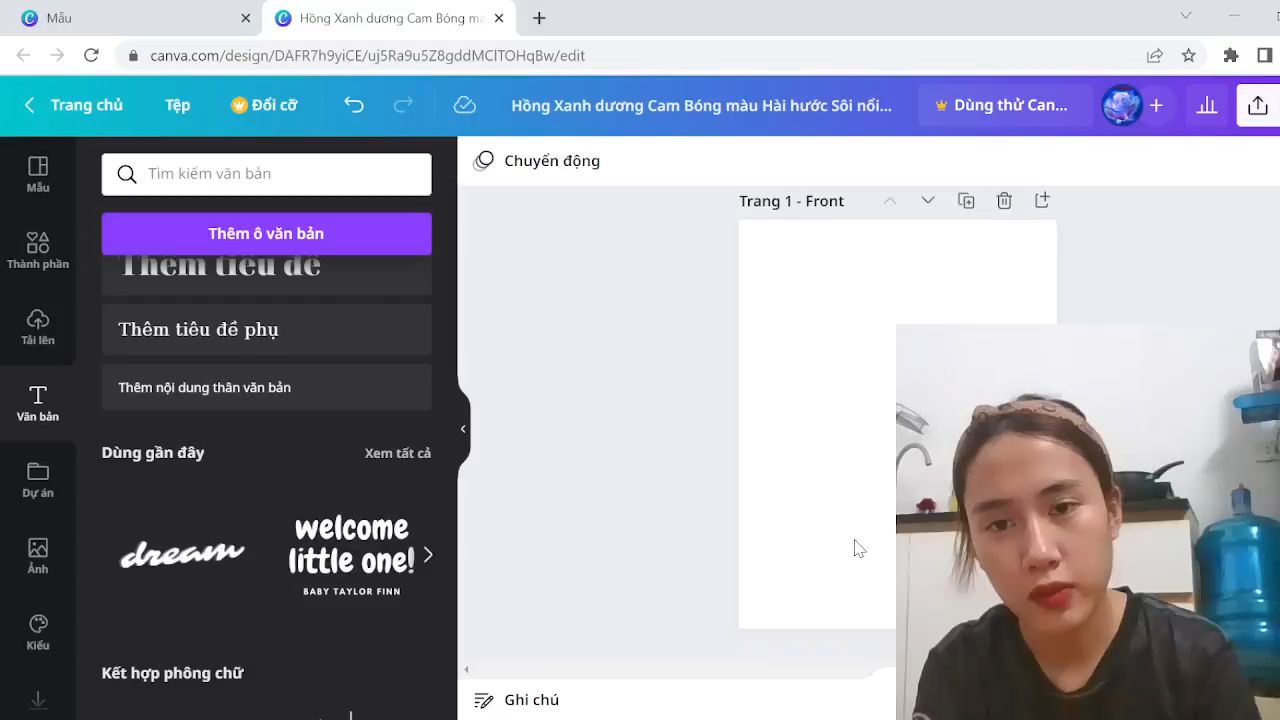 Mẫu
Hồng Xanh dương Cam Bóng mà
canva.com/design/DAFR7h9yiCE/uj5Ra9u5Z8gddMClTOHqBw/edit
Trang chủ
Tệp
Đổi cỡ
Hồng Xanh dương Cam Bóng màu Hài hước Sôi nổi...
Dùng thử Can...
Mẫu
Thành phần
Tải lên
Văn bản
Dự án
Ảnh
Kiểu
Tìm kiếm văn bản
Thêm ô văn bản
Thêm tiêu đề
Thêm tiêu đề phụ
Thêm nội dung thân văn bản
Dùng gần đây
Xem tất cả
dream
welcome
little one!
BABY TAYLOR FINN
Kết hợp phông chữ
Chuyển động
Trang 1 - Front
Ghi chú